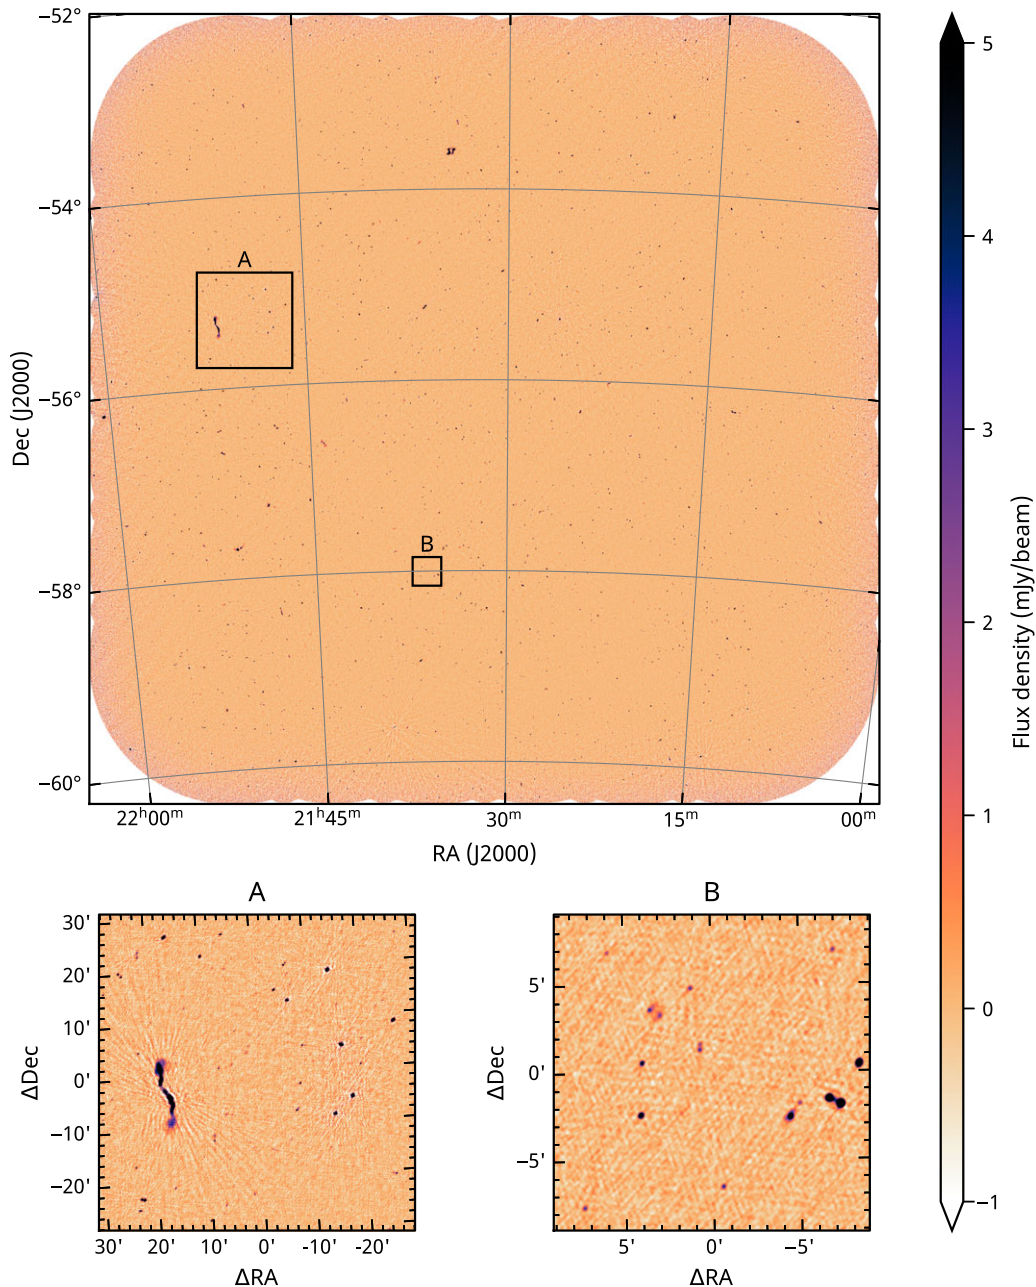 −52°
−54°
−56°
−58°
−60°
Dec (J2000)
A
B
22ʰ00ᵐ
21ʰ45ᵐ
30ᵐ
15ᵐ
00ᵐ
RA (J2000)
5
4
3
2
1
0
−1
Flux density (mJy/beam)
A
30'
20'
10'
0'
−10'
−20'
ΔDec
30'
20'
10'
0'
-10'
-20'
ΔRA
B
5'
0'
−5'
ΔDec
5'
0'
−5'
ΔRA